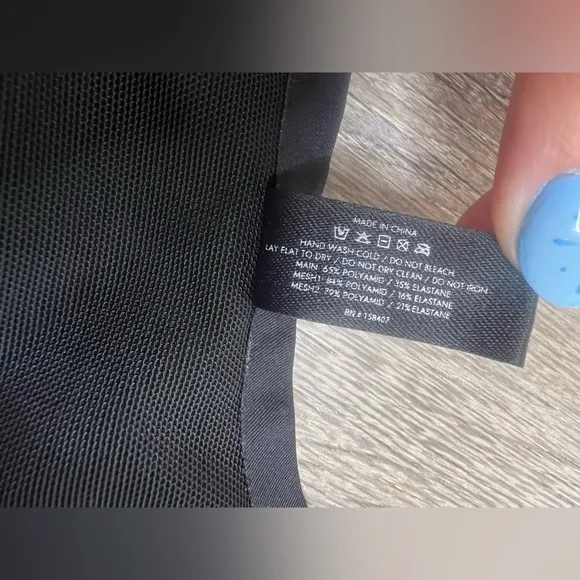 MADE IN CHINA
HAND WASH COLD / DO NOT BLEACH
LAY FLAT TO DRY / DO NOT DRY CLEAN / DO NOT IRON
MAIN: 65% POLYAMID / 35% ELASTANE
MESH1: 84% POLYAMID / 16% ELASTANE
MESH2: 79% POLYAMID / 21% ELASTANE
RN # 158407